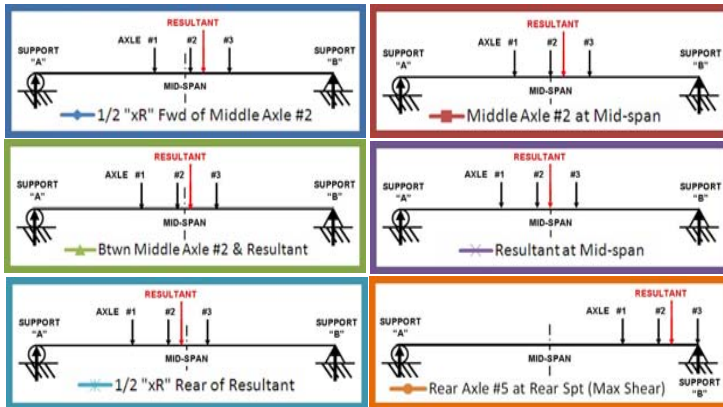 RESULTANT
SUPPORT "A"
AXLE #1 #2 #3
SUPPORT "B"
MID-SPAN
1/2 "xR" Fwd of Middle Axle #2
RESULTANT
SUPPORT "A"
AXLE #1 #2 #3
SUPPORT "B"
MID-SPAN
Middle Axle #2 at Mid-span
RESULTANT
SUPPORT "A"
AXLE #1 #2 #3
SUPPORT "B"
MID-SPAN
Btwn Middle Axle #2 & Resultant
RESULTANT
SUPPORT "A"
AXLE #1 #2 #3
SUPPORT "B"
MID-SPAN
Resultant at Mid-span
RESULTANT
SUPPORT "A"
AXLE #1 #2 #3
SUPPORT "B"
MID-SPAN
1/2 "xR" Rear of Resultant
RESULTANT
SUPPORT "A"
AXLE #1 #2 #3
MID-SPAN
SUPPORT "B"
Rear Axle #5 at Rear Spt (Max Shear)